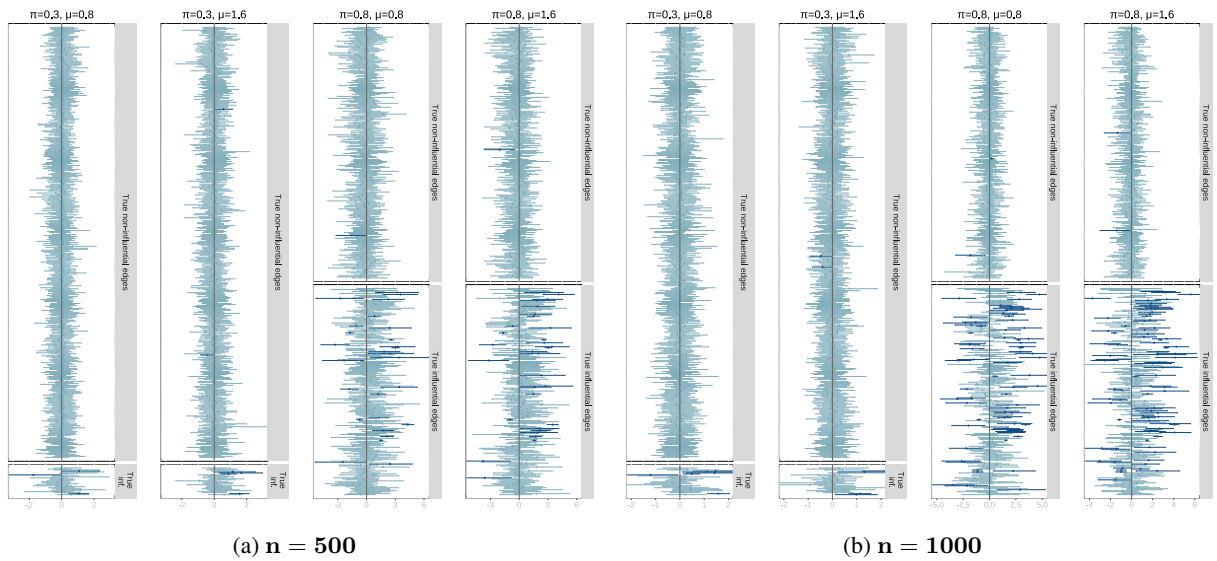 π=0.3, μ=0.8
π=0.3, μ=1.6
π=0.8, μ=0.8
π=0.8, μ=1.6
π=0.3, μ=0.8
π=0.3, μ=1.6
π=0.8, μ=0.8
π=0.8, μ=1.6
True non-influential edges
True non-influential edges
True non-influential edges
True non-influential edges
True non-influential edges
True non-influential edges
True non-influential edges
True non-influential edges
True influential edges
True influential edges
True influential edges
True influential edges
True
inf.
True
inf.
True
inf.
True
inf.
-2 0 2
-2 0 2
-3 0 3
-3 0 3 6
-2 -1 0 1 2
-2 -1 0 1 2
-5,0 -2,5 0,0 2,5 5,0
-4 -2 0 2 4 6
(a) n = 500
(b) n = 1000